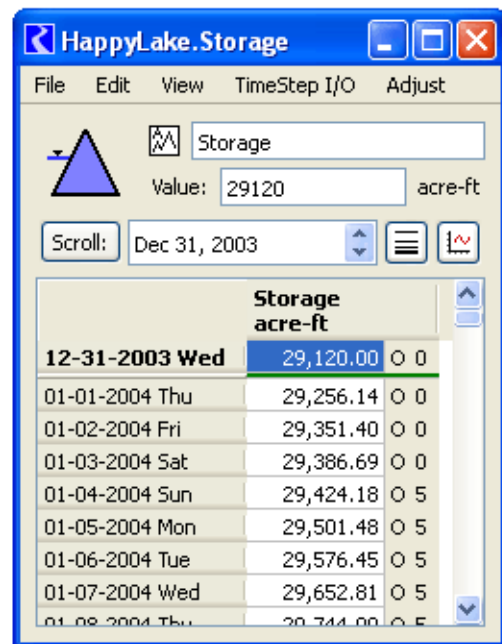 HappyLake.Storage
File Edit View TimeStep I/O Adjust
Storage
Value: 29120 acre-ft
Scroll: Dec 31, 2003
Storage
acre-ft
12-31-2003 Wed 29,120.00 O 0
01-01-2004 Thu 29,256.14 O 0
01-02-2004 Fri 29,351.40 O 0
01-03-2004 Sat 29,386.69 O 0
01-04-2004 Sun 29,424.18 O 5
01-05-2004 Mon 29,501.48 O 5
01-06-2004 Tue 29,576.45 O 5
01-07-2004 Wed 29,652.81 O 5
01-08-2004 Thu